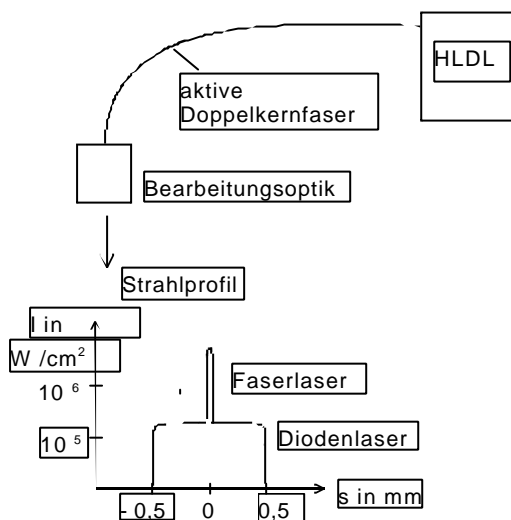 HLDL
aktive
Doppelkernfaser
Bearbeitungsoptik
Strahlprofil
I in
W /cm²
10 ⁶
Faserlaser
10 ⁵
Diodenlaser
- 0,5
0
0,5
s in mm